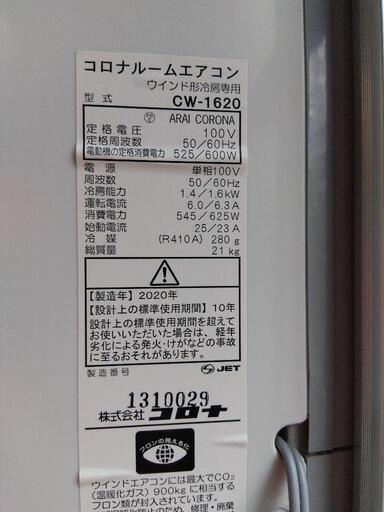 コロナルームエアコン
ウインド形冷房専用
型式 CW-1620
ARAI CORONA
定格電圧 100V
定格周波数 50/60Hz
電動機の定格消費電力 525/600W
電源 単相100V
周波数 50/60Hz
冷房能力 1.4/1.6kW
運転電流 6.0/6.3A
消費電力 545/625W
始動電流 25/23A
冷媒 (R410A) 280g
総質量 21kg
【製造年】2020年
【設計上の標準使用期間】10年
設計上の標準使用期間を超えて
お使いいただいた場合は、経年
劣化による発火・けがなどの事故
に至るおそれがあります。
製造番号 JET
1310029
株式会社コロナ
フロンの見える化
ウインドエアコンには最大でCO2
(温暖化ガス)900kgに相当する
フロン類が封入されています。